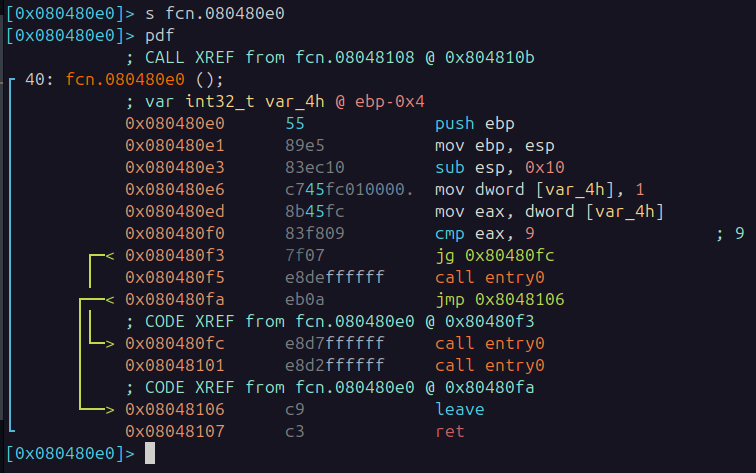 [0x080480e0]> s fcn.080480e0
[0x080480e0]> pdf
; CALL XREF from fcn.08048108 @ 0x804810b
40: fcn.080480e0 ();
; var int32_t var_4h @ ebp-0x4
0x080480e0 55 push ebp
0x080480e1 89e5 mov ebp, esp
0x080480e3 83ec10 sub esp, 0x10
0x080480e6 c745fc010000. mov dword [var_4h], 1
0x080480ed 8b45fc mov eax, dword [var_4h]
0x080480f0 83f809 cmp eax, 9 ; 9
< 0x080480f3 7f07 jg 0x80480fc
0x080480f5 e8deffffff call entry0
< 0x080480fa eb0a jmp 0x8048106
; CODE XREF from fcn.080480e0 @ 0x80480f3
> 0x080480fc e8d7ffffff call entry0
0x08048101 e8d2ffffff call entry0
; CODE XREF from fcn.080480e0 @ 0x80480fa
> 0x08048106 c9 leave
0x08048107 c3 ret
[0x080480e0]>